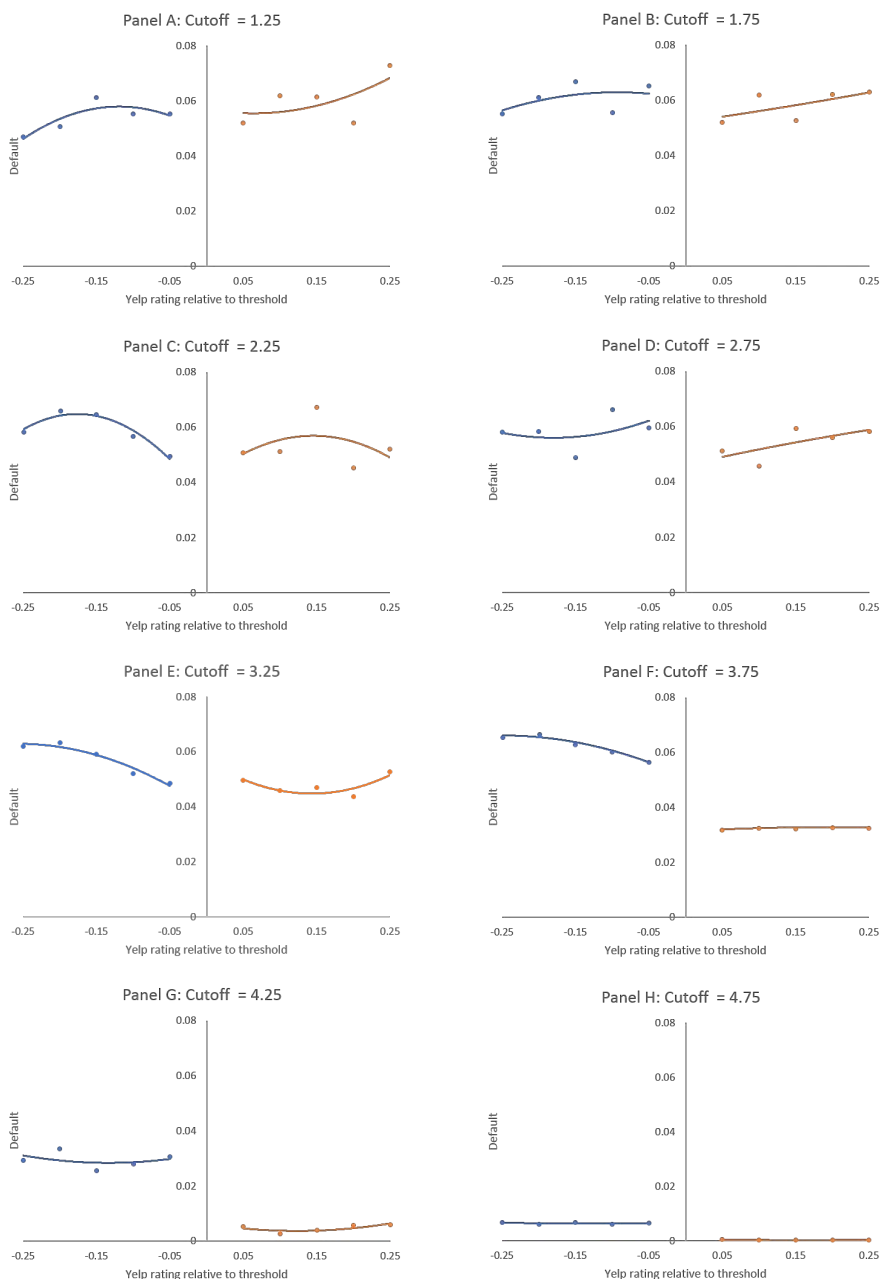 Panel A: Cutoff = 1.25
0.08
0.06
0.04
0.02
0
Default
-0.25 -0.15 -0.05 0.05 0.15 0.25
Yelp rating relative to threshold
Panel B: Cutoff = 1.75
0.08
0.06
0.04
0.02
0
Default
-0.25 -0.15 -0.05 0.05 0.15 0.25
Yelp rating relative to threshold
Panel C: Cutoff = 2.25
0.08
0.06
0.04
0.02
0
Default
-0.25 -0.15 -0.05 0.05 0.15 0.25
Yelp rating relative to threshold
Panel D: Cutoff = 2.75
0.08
0.06
0.04
0.02
0
Default
-0.25 -0.15 -0.05 0.05 0.15 0.25
Yelp rating relative to threshold
Panel E: Cutoff = 3.25
0.08
0.06
0.04
0.02
0
Default
-0.25 -0.15 -0.05 0.05 0.15 0.25
Yelp rating relative to threshold
Panel F: Cutoff = 3.75
0.08
0.06
0.04
0.02
0
Default
-0.25 -0.15 -0.05 0.05 0.15 0.25
Yelp rating relative to threshold
Panel G: Cutoff = 4.25
0.08
0.06
0.04
0.02
0
Default
-0.25 -0.15 -0.05 0.05 0.15 0.25
Yelp rating relative to threshold
Panel H: Cutoff = 4.75
0.08
0.06
0.04
0.02
0
Default
-0.25 -0.15 -0.05 0.05 0.15 0.25
Yelp rating relative to threshold